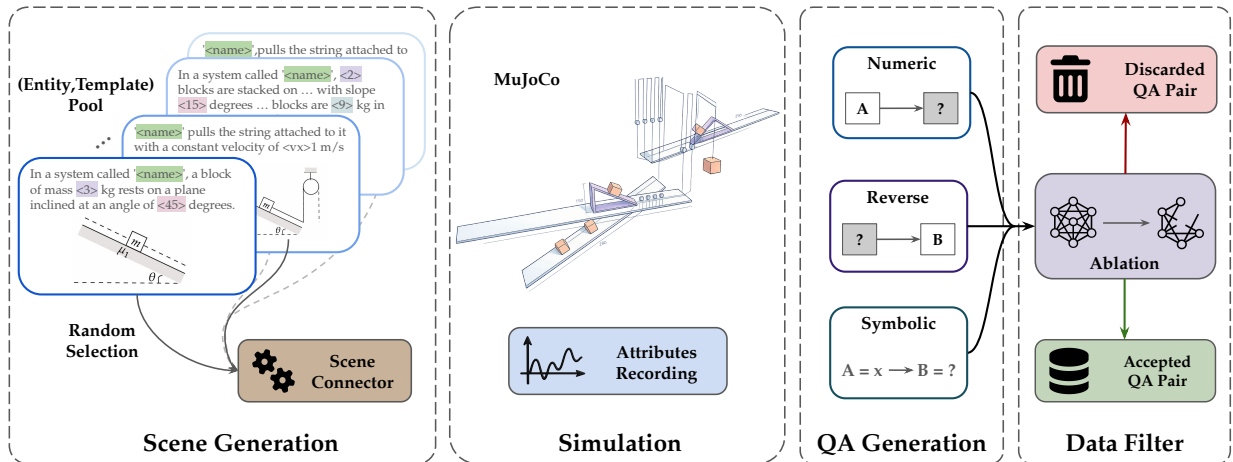 (Entity,Template)
Pool
'<name>',pulls the string attached to
In a system called '<name>', <2>
blocks are stacked on ... with slope
<15> degrees ... blocks are <9> kg in
'<name>' pulls the string attached to it
with a constant velocity of <vx>1 m/s
In a system called '<name>', a block
of mass <3> kg rests on a plane
inclined at an angle of <45> degrees.
m
θ
m
μ1
θ
Random
Selection
Scene
Connector
Scene Generation
MuJoCo
Attributes
Recording
Simulation
Numeric
A
?
Reverse
?
B
Symbolic
A = x → B = ?
QA Generation
Discarded
QA Pair
Ablation
Accepted
QA Pair
Data Filter